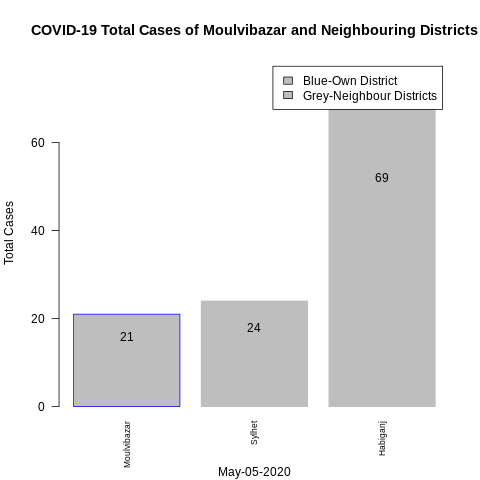 COVID-19 Total Cases of Moulvibazar and Neighbouring Districts
Blue-Own District
Grey-Neighbour Districts
Total Cases
60
40
20
0
21
24
69
Moulvibazar
Sylhet
Habiganj
May-05-2020